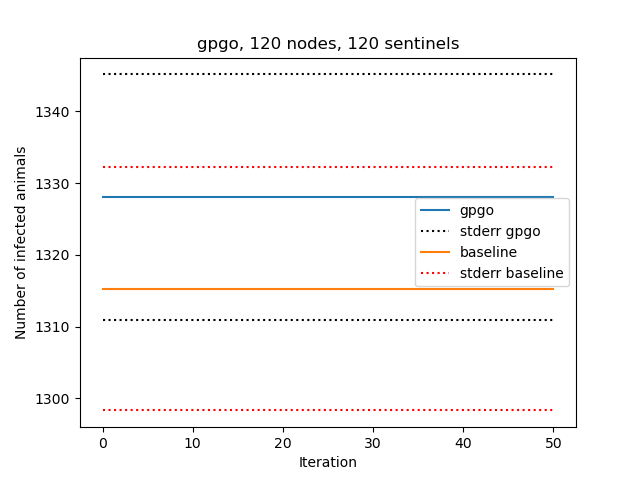 gpgo, 120 nodes, 120 sentinels
Number of infected animals
1340
1330
1320
1310
1300
gpgo
stderr gpgo
baseline
stderr baseline
0 10 20 30 40 50
Iteration